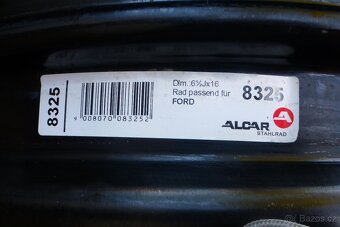 8325
9 008070 083252
Dim. 6½Jx16
Rad passend für
FORD
8325
ALCAR
STAHLRAD
bazos.cz